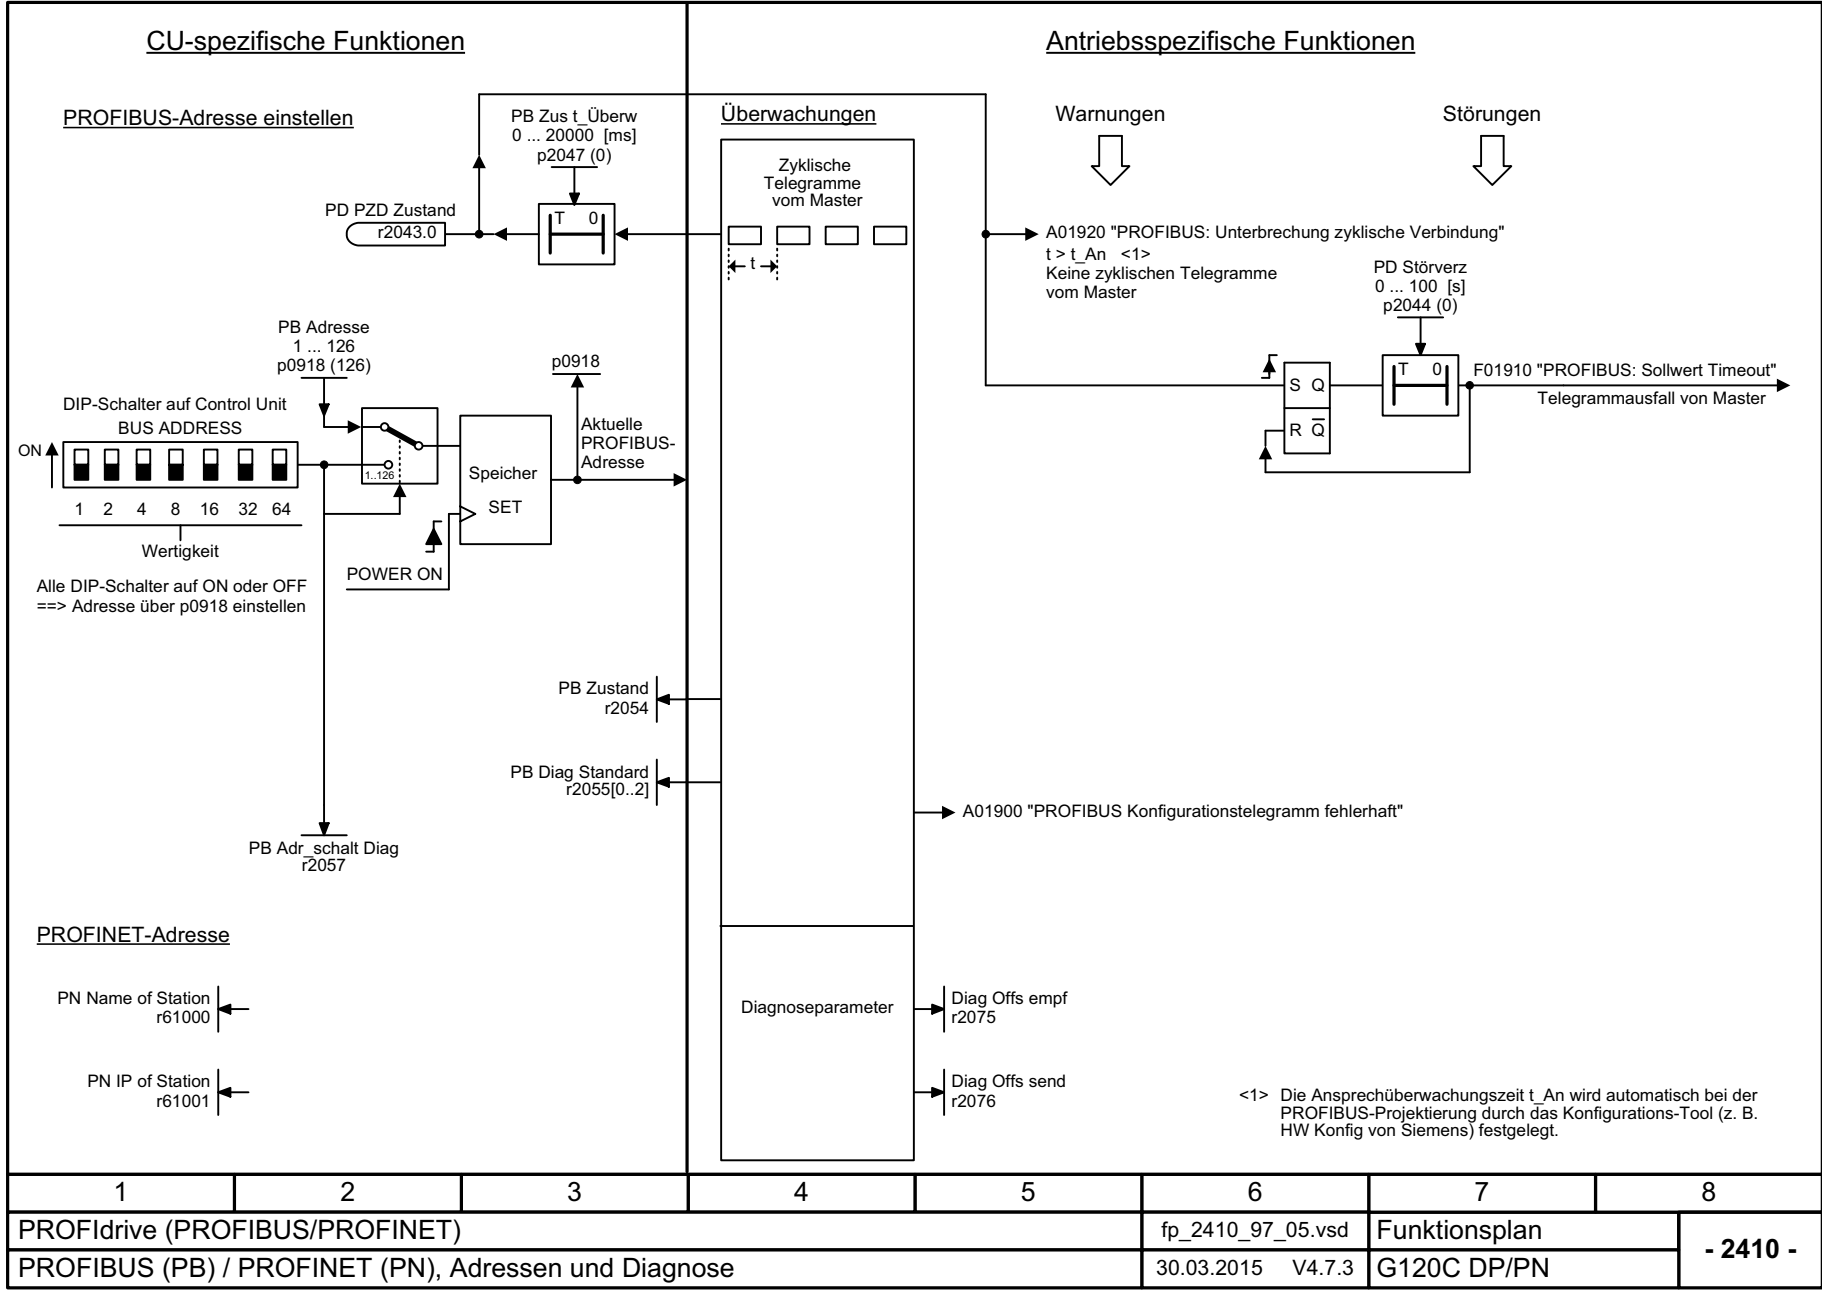 CU-spezifische Funktionen
Antriebsspezifische Funktionen
PROFIBUS-Adresse einstellen
PB Zus t_Überw
0 ... 20000 [ms]
p2047 (0)
T 0
PD PZD Zustand
r2043.0
Überwachungen
Zyklische
Telegramme
vom Master
t
Warnungen
Störungen
A01920 "PROFIBUS: Unterbrechung zyklische Verbindung"
t > t_An <1>
Keine zyklischen Telegramme
vom Master
PD Störverz
0 ... 100 [s]
p2044 (0)
T 0
S Q
R Q̅
F01910 "PROFIBUS: Sollwert Timeout"
Telegrammausfall von Master
PB Adresse
1 ... 126
p0918 (126)
p0918
DIP-Schalter auf Control Unit
BUS ADDRESS
ON
1..126
Speicher
SET
Aktuelle
PROFIBUS-
Adresse
1 2 4 8 16 32 64
Wertigkeit
POWER ON
Alle DIP-Schalter auf ON oder OFF
==> Adresse über p0918 einstellen
PB Zustand
r2054
PB Diag Standard
r2055[0..2]
A01900 "PROFIBUS Konfigurationstelegramm fehlerhaft"
PB Adr_schalt Diag
r2057
PROFINET-Adresse
PN Name of Station
r61000
PN IP of Station
r61001
Diagnoseparameter
Diag Offs empf
r2075
Diag Offs send
r2076
<1> Die Ansprechüberwachungszeit t_An wird automatisch bei der
PROFIBUS-Projektierung durch das Konfigurations-Tool (z. B.
HW Konfig von Siemens) festgelegt.
1 2 3 4 5 6 7 8
PROFIdrive (PROFIBUS/PROFINET)
fp_2410_97_05.vsd
Funktionsplan
- 2410 -
PROFIBUS (PB) / PROFINET (PN), Adressen und Diagnose
30.03.2015 V4.7.3
G120C DP/PN